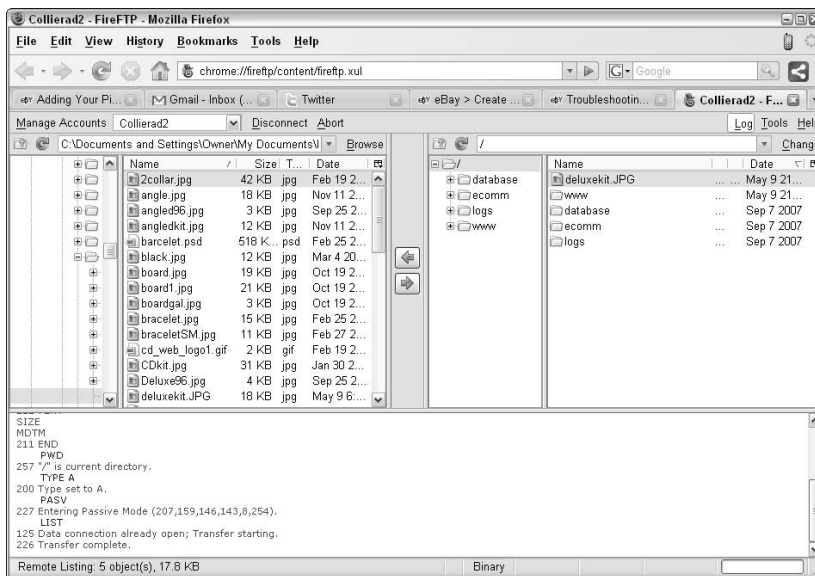 Collierad2 - FireFTP - Mozilla Firefox
File Edit View History Bookmarks Tools Help
chrome://fireftp/content/fireftp.xul G Google
Adding Your Pi... Gmail - Inbox (... Twitter eBay > Create ... Troubleshootin... Collierad2 - F...
Manage Accounts Collierad2 Disconnect Abort Log Tools Help
C:\Documents and Settings\Owner\My Documents\ Browse / Chang
Name Size T... Date
2collar.jpg 42 KB jpg Feb 19 2...
angle.jpg 18 KB jpg Nov 11 2...
angled96.jpg 3 KB jpg Sep 25 2...
angledkit.jpg 12 KB jpg Nov 11 2...
barcelet.psd 518 K... psd Feb 25 2...
black.jpg 12 KB jpg Mar 4 20...
board.jpg 19 KB jpg Oct 19 2...
board1.jpg 21 KB jpg Oct 19 2...
boardgal.jpg 3 KB jpg Oct 19 2...
bracelet.jpg 15 KB jpg Feb 25 2...
braceletSM.jpg 11 KB jpg Feb 27 2...
cd_web_logo1.gif 2 KB gif Feb 19 2...
CDkit.jpg 31 KB jpg Jan 30 2...
Deluxe96.jpg 4 KB jpg Sep 25 2...
deluxekit.JPG 18 KB jpg May 9 6:...
/
database
ecomm
logs
www
Name Date
deluxekit.JPG ... ... May 9 21...
www ... May 9 21...
database ... Sep 7 2007
ecomm ... Sep 7 2007
logs ... Sep 7 2007
SIZE
MDTM
211 END
PWD
257 "/" is current directory.
TYPE A
200 Type set to A.
PASV
227 Entering Passive Mode (207,159,146,143,8,254).
LIST
125 Data connection already open; Transfer starting.
226 Transfer complete.
Remote Listing: 5 object(s), 17.8 KB Binary